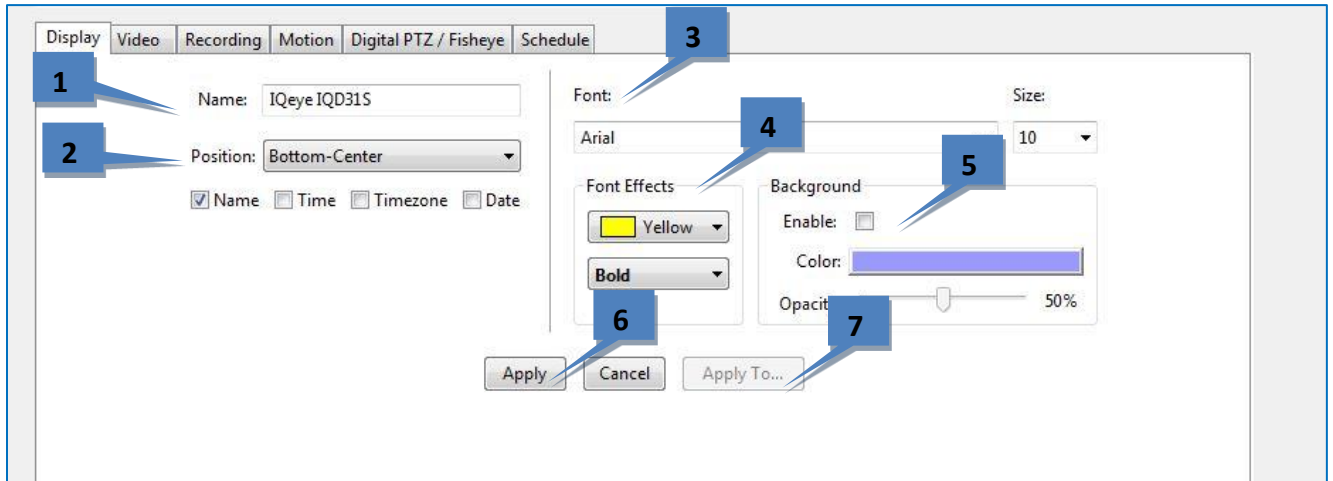 Display Video Recording Motion Digital PTZ / Fisheye Schedule
3
1
Name: IQeye IQD31S
Font: Size:
Arial 10
4
2
Position: Bottom-Center
5
Name Time Timezone Date
Font Effects Background
Enable:
Yellow
Color:
Bold
Opacit 50%
6
7
Apply Cancel Apply To...